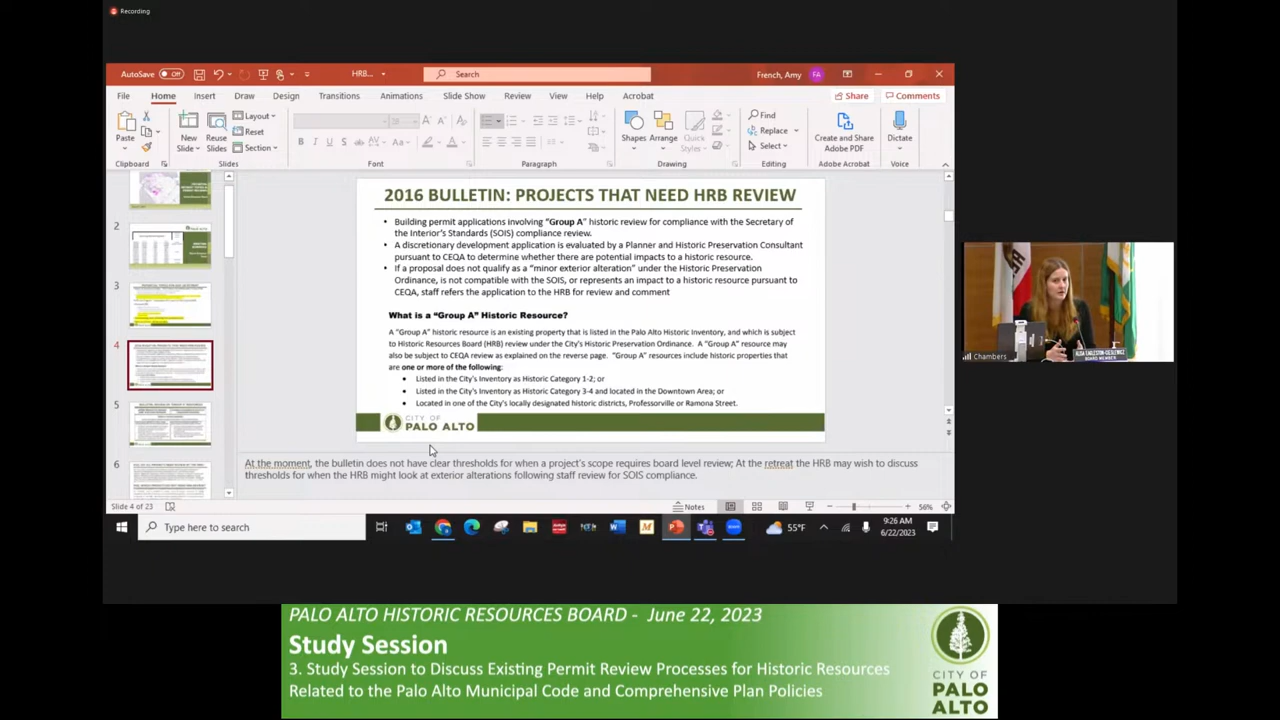 Recording
AutoSave Off HRB... Search French, Amy FA
File Home Insert Draw Design Transitions Animations Slide Show Review View Help Acrobat Share Comments
Paste New Slide Reuse Slides Layout Reset Section
Shapes Arrange Quick Styles Find Replace Select
Create and Share Adobe PDF Dictate
Clipboard Slides Font Paragraph Drawing Editing Adobe Acrobat Voice
2
3
4
5
6
2016 BULLETIN: PROJECTS THAT NEED HRB REVIEW
• Building permit applications involving "Group A" historic review for compliance with the Secretary of
the Interior's Standards (SOIS) compliance review.
• A discretionary development application is evaluated by a Planner and Historic Preservation Consultant
pursuant to CEQA to determine whether there are potential impacts to a historic resource.
• If a proposal does not qualify as a "minor exterior alteration" under the Historic Preservation
Ordinance, is not compatible with the SOIS, or represents an impact to a historic resource pursuant to
CEQA, staff refers the application to the HRB for review and comment
What is a "Group A" Historic Resource?
A "Group A" historic resource is an existing property that is listed in the Palo Alto Historic Inventory, and which is subject
to Historic Resources Board (HRB) review under the City's Historic Preservation Ordinance. A "Group A" resource may
also be subject to CEQA review as explained on the reverse page. "Group A" resources include historic properties that
are one or more of the following:
• Listed in the City's Inventory as Historic Category 1-2; or
• Listed in the City's Inventory as Historic Category 3-4 and located in the Downtown Area; or
• Located in one of the City's locally designated historic districts, Professorville or Ramona Street.
CITY OF
PALO ALTO
At the moment, the bulletin does not have clear thresholds for when a project's scope requires board level review; At the retreat the HRB may wish to discuss
thresholds for when the HRB might look at exterior alterations following staff review for SOIS compliance.
Slide 4 of 23 Notes 56%
Type here to search 55°F 9:26 AM
6/22/2023
Chambers
BOARD MEMBER
PALO ALTO HISTORIC RESOURCES BOARD - June 22, 2023
Study Session
3. Study Session to Discuss Existing Permit Review Processes for Historic Resources
Related to the Palo Alto Municipal Code and Comprehensive Plan Policies
CITY OF
PALO
ALTO